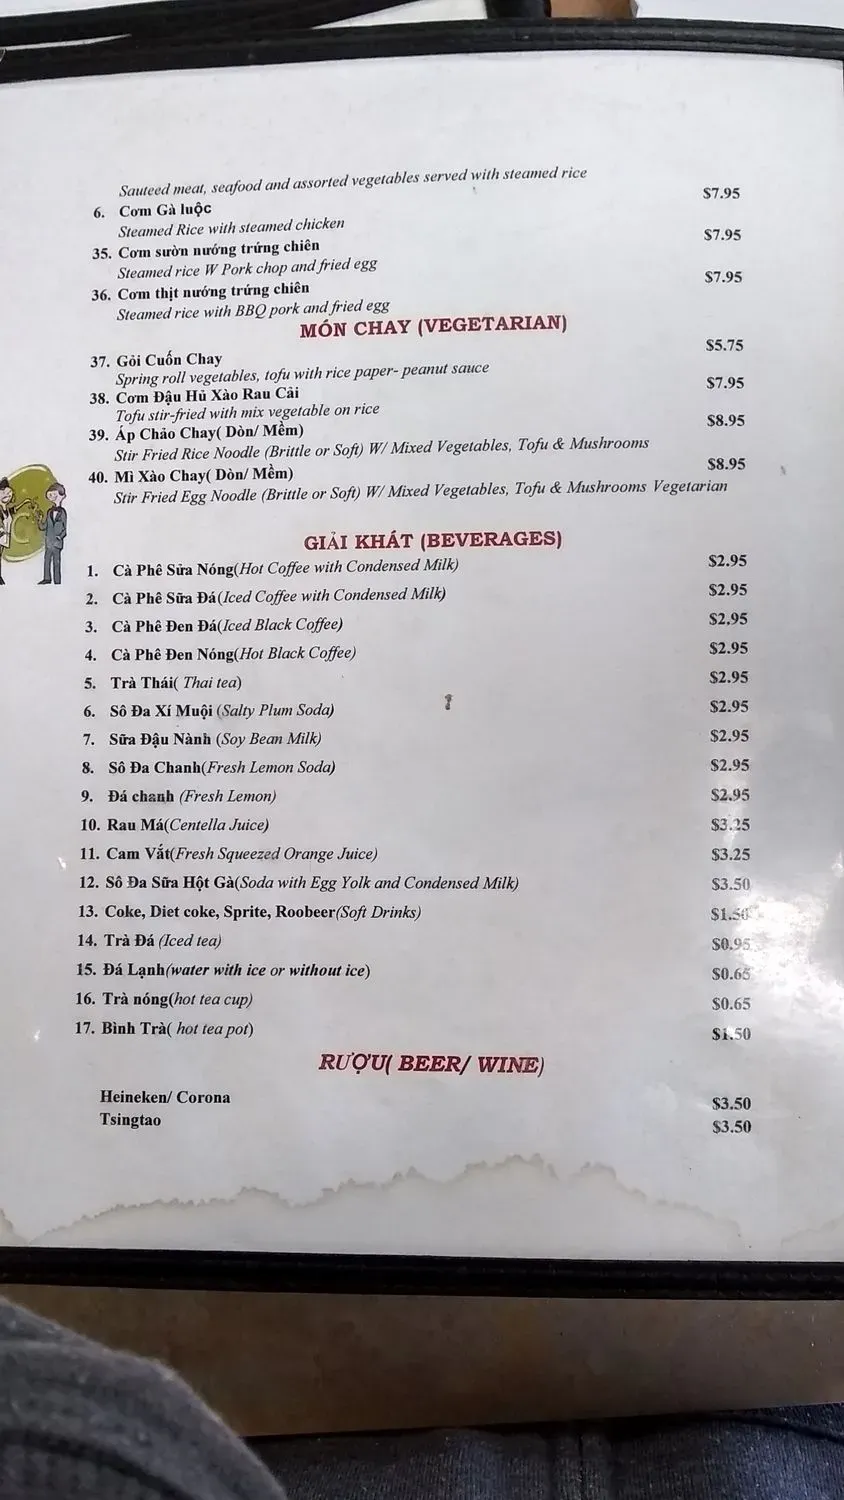 Sauteed meat, seafood and assorted vegetables served with steamed rice
6. Cơm Gà luộc $7.95
Steamed Rice with steamed chicken
35. Cơm sườn nướng trứng chiên $7.95
Steamed rice W Pork chop and fried egg
36. Cơm thịt nướng trứng chiên $7.95
Steamed rice with BBQ pork and fried egg
MÓN CHAY (VEGETARIAN)
37. Gỏi Cuốn Chay $5.75
Spring roll vegetables, tofu with rice paper- peanut sauce
38. Cơm Đậu Hủ Xào Rau Cải $7.95
Tofu stir-fried with mix vegetable on rice
39. Áp Chảo Chay( Dòn/ Mềm) $8.95
Stir Fried Rice Noodle (Brittle or Soft) W/ Mixed Vegetables, Tofu & Mushrooms
40. Mì Xào Chay( Dòn/ Mềm) $8.95
Stir Fried Egg Noodle (Brittle or Soft) W/ Mixed Vegetables, Tofu & Mushrooms Vegetarian
GIẢI KHÁT (BEVERAGES)
1. Cà Phê Sửa Nóng(Hot Coffee with Condensed Milk) $2.95
2. Cà Phê Sữa Đá(Iced Coffee with Condensed Milk) $2.95
3. Cà Phê Đen Đá(Iced Black Coffee) $2.95
4. Cà Phê Đen Nóng(Hot Black Coffee) $2.95
5. Trà Thái( Thai tea) $2.95
6. Sô Đa Xí Muội (Salty Plum Soda) $2.95
7. Sữa Đậu Nành (Soy Bean Milk) $2.95
8. Sô Đa Chanh(Fresh Lemon Soda) $2.95
9. Đá chanh (Fresh Lemon) $2.95
10. Rau Má(Centella Juice) $3.25
11. Cam Vắt(Fresh Squeezed Orange Juice) $3.25
12. Sô Đa Sữa Hột Gà(Soda with Egg Yolk and Condensed Milk) $3.50
13. Coke, Diet coke, Sprite, Roobeer(Soft Drinks) $1.50
14. Trà Đá (Iced tea) $0.95
15. Đá Lạnh(water with ice or without ice) $0.65
16. Trà nóng(hot tea cup) $0.65
17. Bình Trà( hot tea pot) $1.50
RƯỢU( BEER/ WINE)
Heineken/ Corona $3.50
Tsingtao $3.50